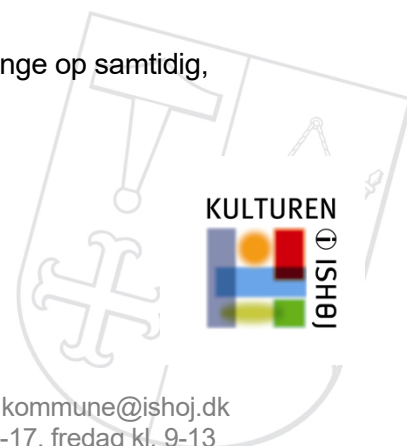 nge op samtidig,
KULTUREN
i ISHØJ
kommune@ishoj.dk
-17, fredag kl. 9-13